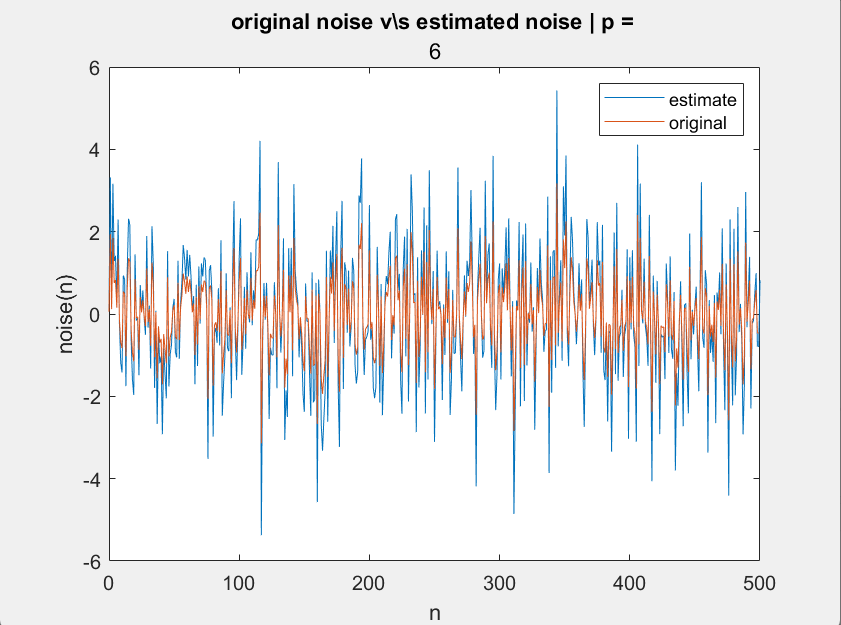 original noise v\s estimated noise | p =
6
6
4
2
0
-2
-4
-6
noise(n)
estimate
original
0 100 200 300 400 500
n